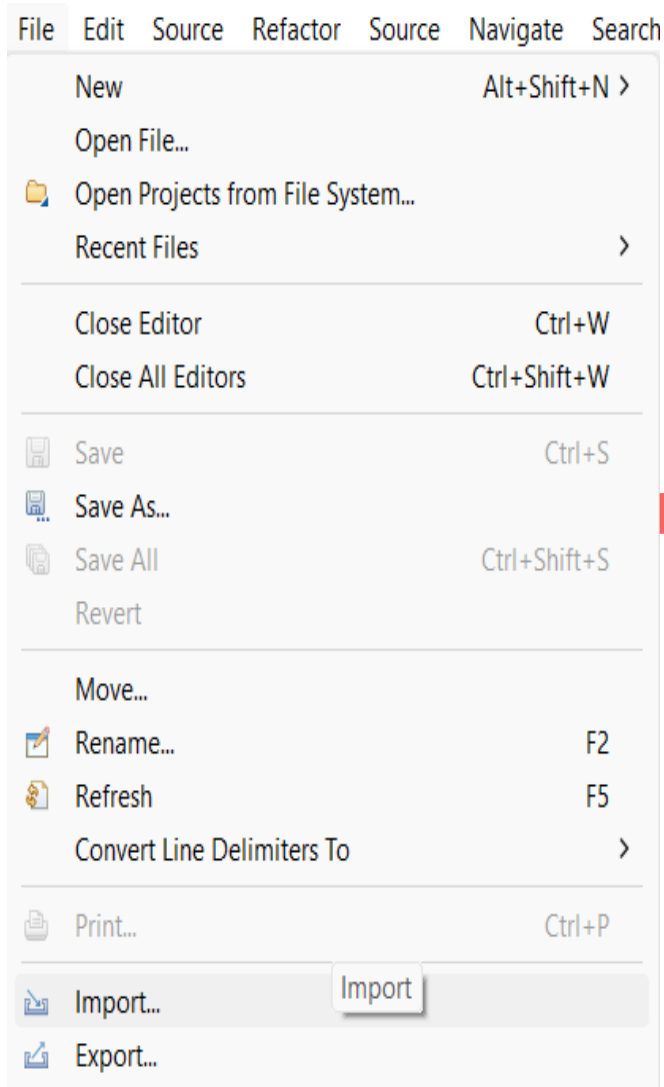 File Edit Source Refactor Source Navigate Search
New Alt+Shift+N >
Open File...
Open Projects from File System...
Recent Files >
Close Editor Ctrl+W
Close All Editors Ctrl+Shift+W
Save Ctrl+S
Save As...
Save All Ctrl+Shift+S
Revert
Move...
Rename... F2
Refresh F5
Convert Line Delimiters To >
Print... Ctrl+P
Import
Import...
Export...